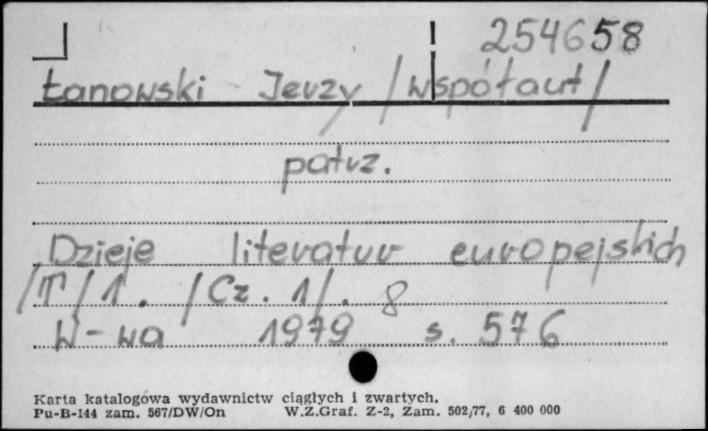 254658
Łanowski Jerzy /współaut/
patrz.
Dzieje literatur europejskich
/T/1. /Cz. 1/. 8
W-wa 1979 s. 576
Karta katalogowa wydawnictw ciągłych i zwartych.
Pu-B-144 zam. 567/DW/On W.Z.Graf. Z-2, Zam. 502/77, 6 400 000